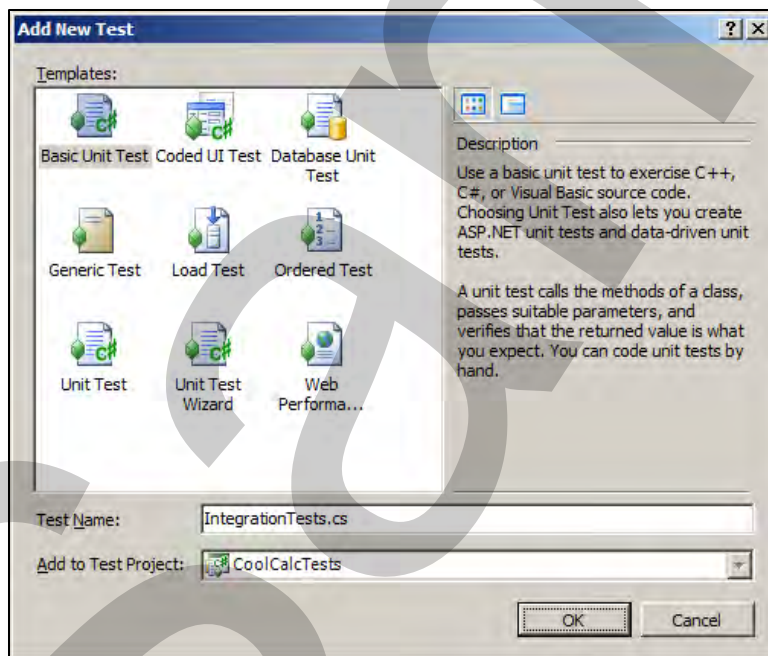 Add New Test
Templates:
Basic Unit Test
Coded UI Test
Database Unit
Test
Generic Test
Load Test
Ordered Test
Unit Test
Unit Test
Wizard
Web
Performa...
Description
Use a basic unit test to exercise C++,
C#, or Visual Basic source code.
Choosing Unit Test also lets you create
ASP.NET unit tests and data-driven unit
tests.
A unit test calls the methods of a class,
passes suitable parameters, and
verifies that the returned value is what
you expect. You can code unit tests by
hand.
Test Name:
IntegrationTests.cs
Add to Test Project:
CoolCalcTests
OK
Cancel